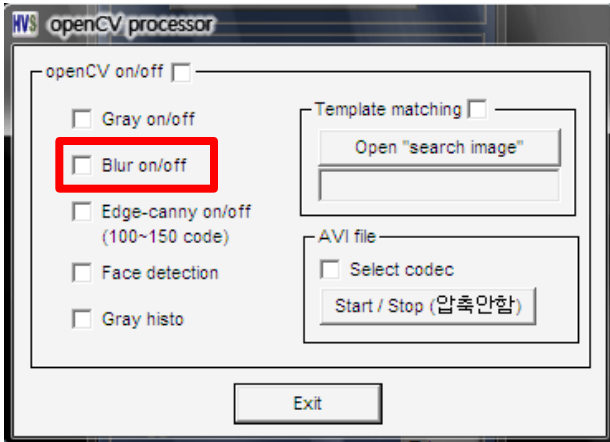 HVS openCV processor
openCV on/off
Gray on/off
Blur on/off
Edge-canny on/off
(100~150 code)
Face detection
Gray histo
Template matching
Open "search image"
AVI file
Select codec
Start / Stop (압축안함)
Exit